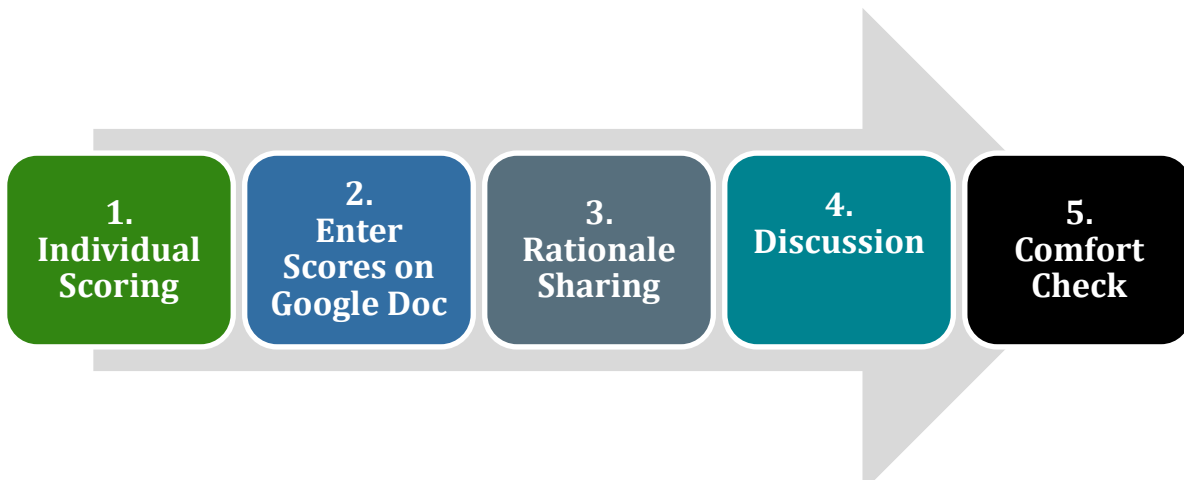 1.
Individual
Scoring
2.
Enter
Scores on
Google Doc
3.
Rationale
Sharing
4.
Discussion
5.
Comfort
Check